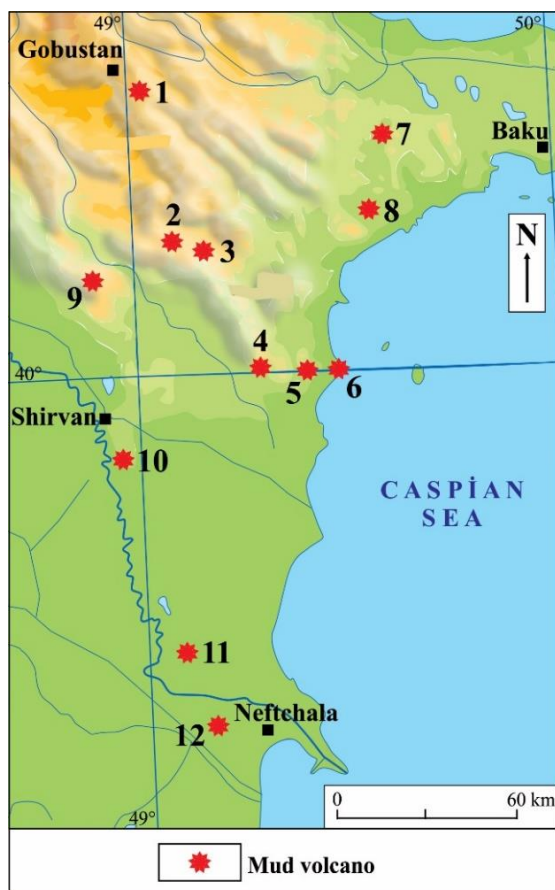 49°
50°
Gobustan
1
7
Baku
8
2
3
N
9
4
40°
5
6
Shirvan
10
CASPİAN
SEA
11
Neftchala
12
0
60 km
49°
Mud volcano